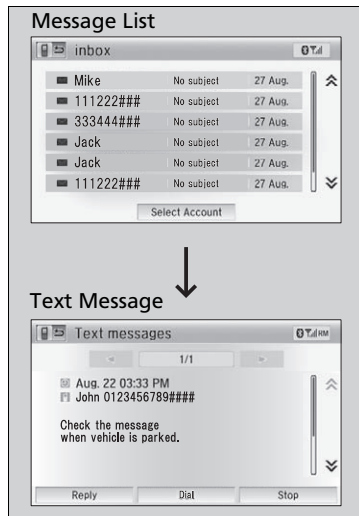 Message List
inbox
Mike No subject 27 Aug.
111222### No subject 27 Aug.
333444### No subject 27 Aug.
Jack No subject 27 Aug.
Jack No subject 27 Aug.
111222### No subject 27 Aug.
Select Account
Text Message
Text messages RM
1/1
Aug. 22 03:33 PM
John 0123456789####
Check the message
when vehicle is parked.
Reply Dial Stop